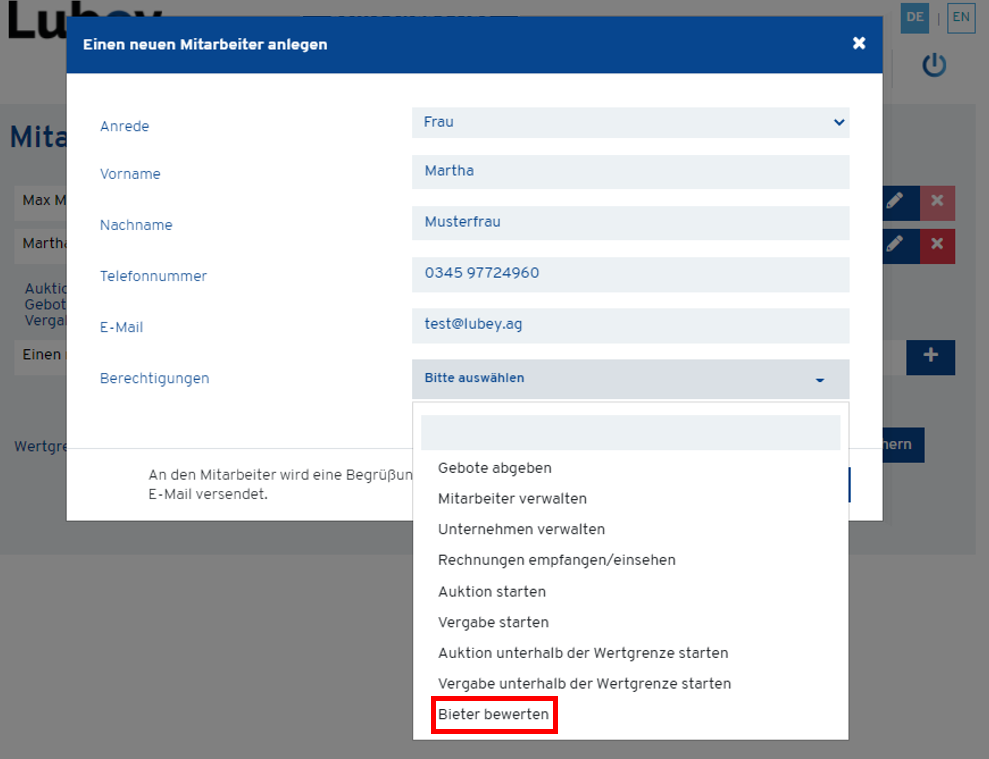 Lubey
DE | EN
Einen neuen Mitarbeiter anlegen
Anrede
Frau
Vorname
Martha
Nachname
Musterfrau
Telefonnummer
0345 97724960
E-Mail
test@lubey.ag
Berechtigungen
Bitte auswählen
Gebote abgeben
Mitarbeiter verwalten
Unternehmen verwalten
Rechnungen empfangen/einsehen
Auktion starten
Vergabe starten
Auktion unterhalb der Wertgrenze starten
Vergabe unterhalb der Wertgrenze starten
Bieter bewerten
An den Mitarbeiter wird eine Begrüßun
E-Mail versendet.
Mita
Max M
Martha
Auktio
Gebot
Vergab
Einen
Wertgre
hern